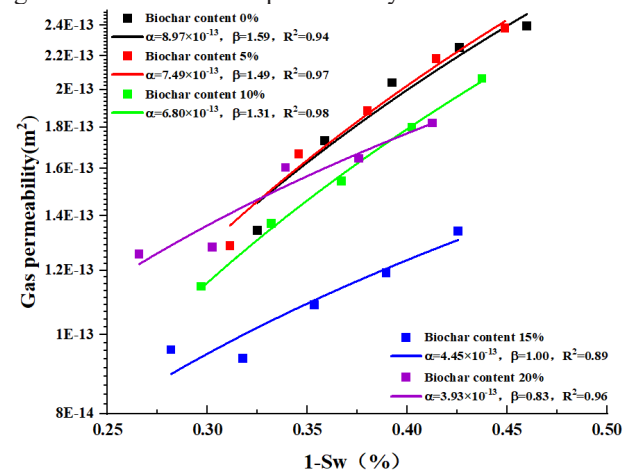 Biochar content 0%
α=8.97×10⁻¹³, β=1.59, R²=0.94
Biochar content 5%
α=7.49×10⁻¹³, β=1.49, R²=0.97
Biochar content 10%
α=6.80×10⁻¹³, β=1.31, R²=0.98
Biochar content 15%
α=4.45×10⁻¹³, β=1.00, R²=0.89
Biochar content 20%
α=3.93×10⁻¹³, β=0.83, R²=0.96
Gas permeability(m²)
2.4E-13
2.2E-13
2E-13
1.8E-13
1.6E-13
1.4E-13
1.2E-13
1E-13
8E-14
0.25 0.30 0.35 0.40 0.45 0.50
1-Sw（%）